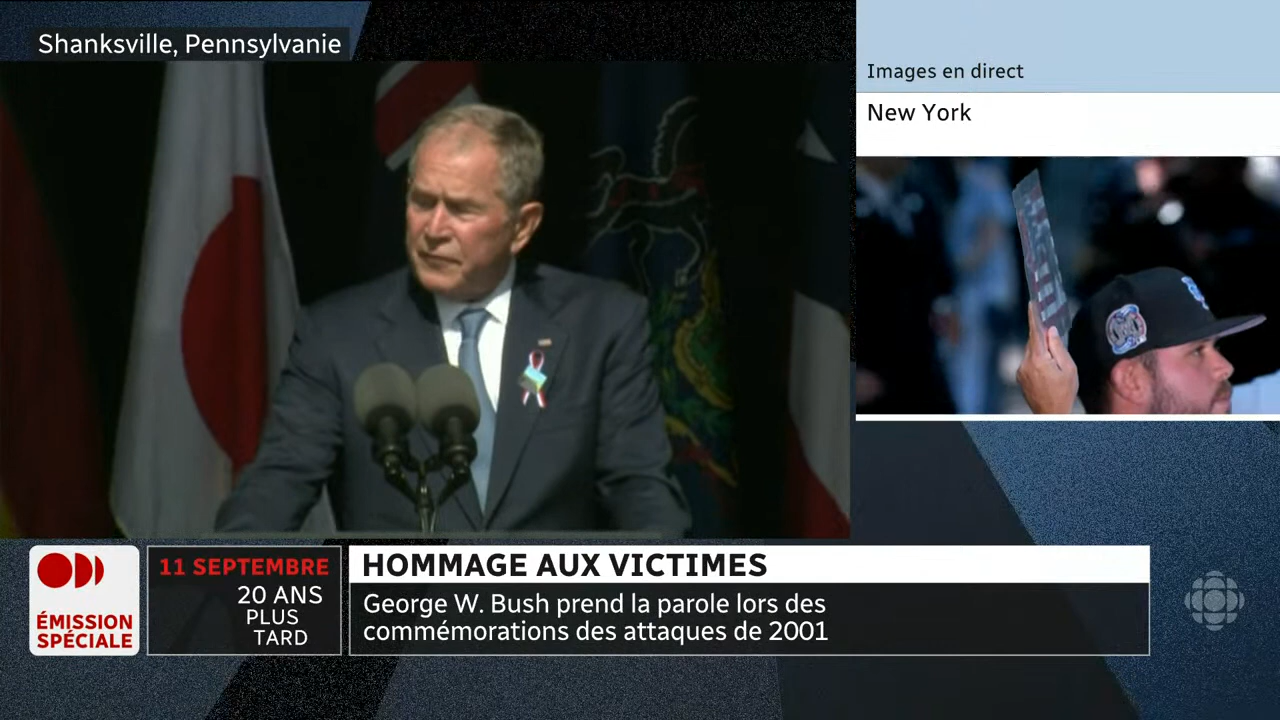 Shanksville, Pennsylvanie
Images en direct
New York
ÉMISSION
SPÉCIALE
11 SEPTEMBRE
20 ANS
PLUS
TARD
HOMMAGE AUX VICTIMES
George W. Bush prend la parole lors des
commémorations des attaques de 2001